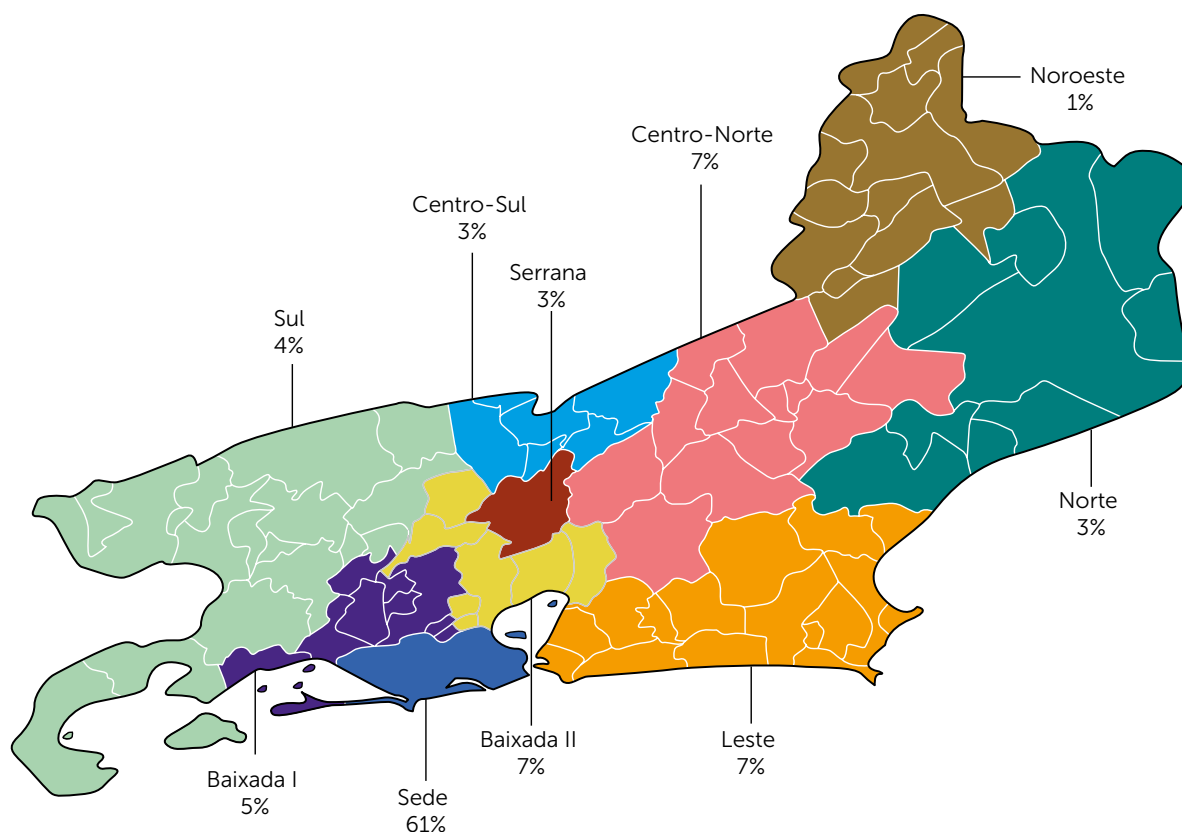 Noroeste
1%
Centro-Norte
7%
Centro-Sul
3%
Serrana
3%
Sul
4%
Norte
3%
Baixada II
7%
Leste
7%
Baixada I
5%
Sede
61%